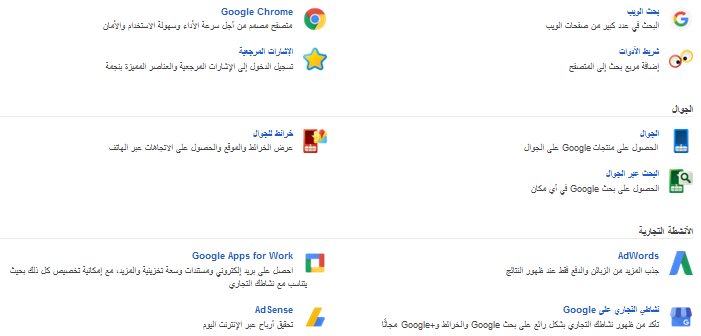 بحث الويب
البحث في عدد كبير من صفحات الويب
Google Chrome
متصفح مصمم من أجل سرعة الأداء وسهولة الاستخدام والأمان
شريط الأدوات
إضافة مربع بحث إلى المتصفح
الإشارات المرجعية
تسجيل الدخول إلى الإشارات المرجعية والعناصر المميزة بنجمة
الجوال
الجوال
الحصول على منتجات Google على الجوال
خرائط للجوال
عرض الخرائط والموقع والحصول على الاتجاهات عبر الهاتف
البحث عبر الجوال
الحصول على بحث Google في أي مكان
الأنشطة التجارية
AdWords
جذب المزيد من الزبائن والدفع فقط عند ظهور النتائج
Google Apps for Work
احصل على بريد إلكتروني ومستندات وسعة تخزينية والمزيد، مع إمكانية تخصيص كل ذلك بحيث
يتناسب مع نشاطك التجاري
نشاطي التجاري على Google
تأكد من ظهور نشاطك التجاري بشكل رائع على بحث Google والخرائط و+Google مجانًا
AdSense
تحقيق أرباح عبر الإنترنت اليوم